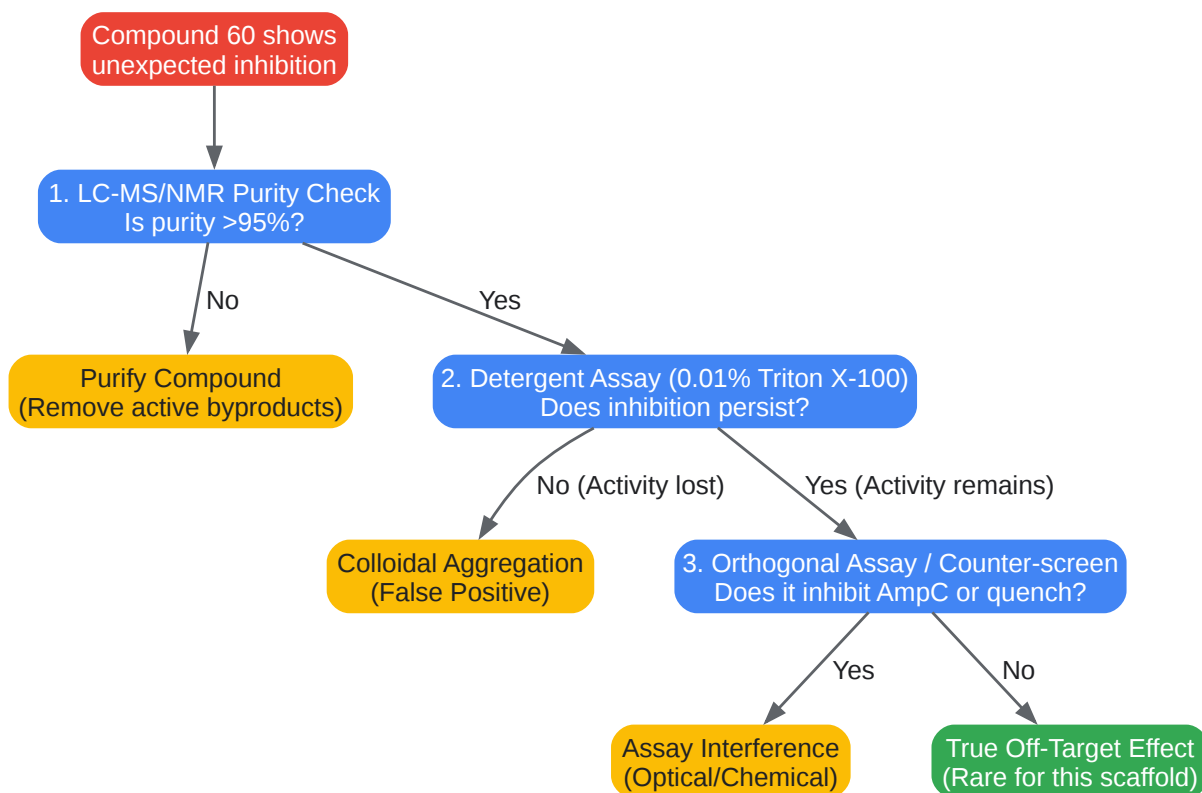 Compound 60 shows
unexpected inhibition
1. LC-MS/NMR Purity Check
Is purity >95%?
No
Yes
Purify Compound
(Remove active byproducts)
2. Detergent Assay (0.01% Triton X-100)
Does inhibition persist?
No (Activity lost)
Yes (Activity remains)
Colloidal Aggregation
(False Positive)
3. Orthogonal Assay / Counter-screen
Does it inhibit AmpC or quench?
Yes
No
Assay Interference
(Optical/Chemical)
True Off-Target Effect
(Rare for this scaffold)